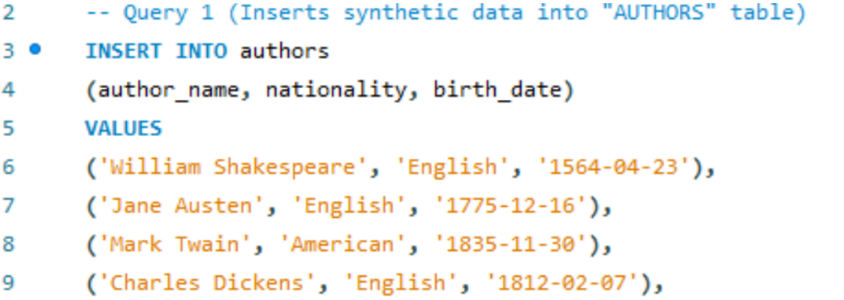 2 -- Query 1 (Inserts synthetic data into "AUTHORS" table)
3 INSERT INTO authors
4 (author_name, nationality, birth_date)
5 VALUES
6 ('William Shakespeare', 'English', '1564-04-23'),
7 ('Jane Austen', 'English', '1775-12-16'),
8 ('Mark Twain', 'American', '1835-11-30'),
9 ('Charles Dickens', 'English', '1812-02-07'),